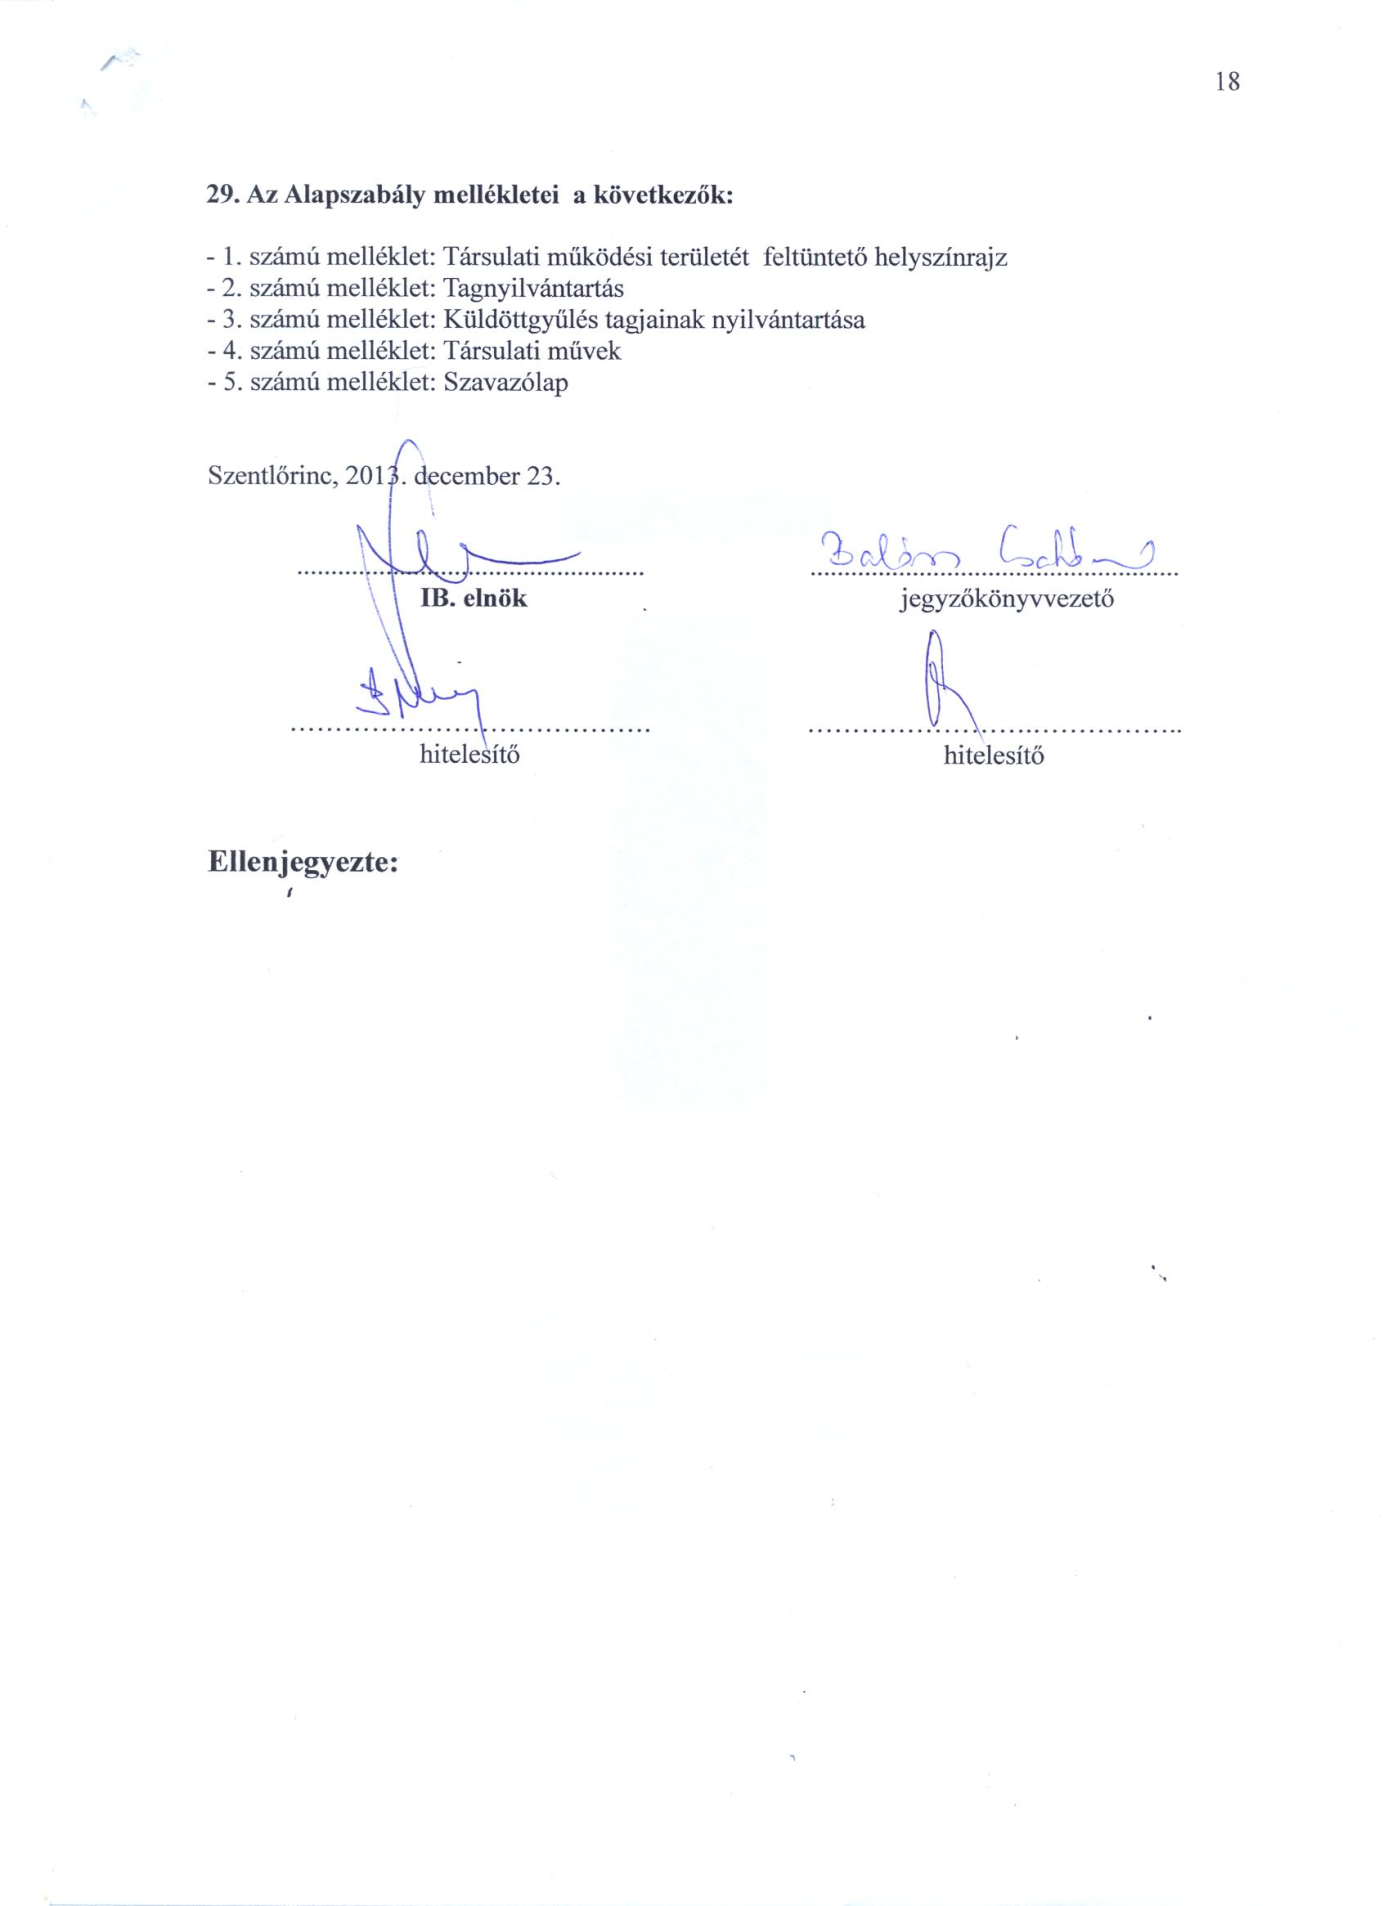 18
29. Az Alapszabály mellékletei a következők:
- 1. számú melléklet: Társulati működési területét feltüntető helyszínrajz
- 2. számú melléklet: Tagnyilvántartás
- 3. számú melléklet: Küldöttgyűlés tagjainak nyilvántartása
- 4. számú melléklet: Társulati művek
- 5. számú melléklet: Szavazólap
Szentlőrinc, 2013. december 23.
IB. elnök
jegyzőkönyvvezető
hitelesítő
hitelesítő
Ellenjegyezte: